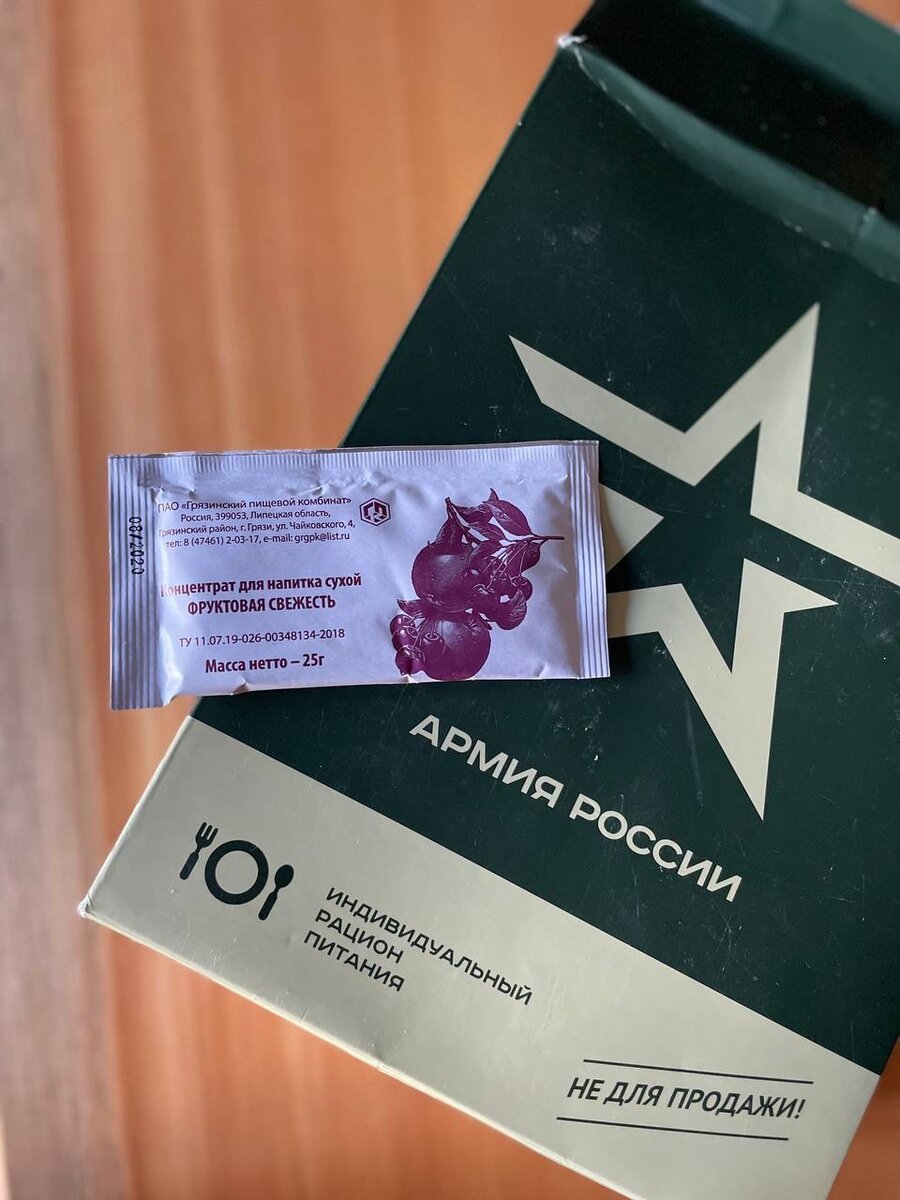 ПАО «Грязинский пищевой комбинат»
Россия, 399053, Липецкая область,
Грязинский район, г. Грязи, ул. Чайковского, 4,
тел: 8 (47461) 2-03-17, e-mail: grgpk@list.ru
08/2020
Концентрат для напитка сухой
ФРУКТОВАЯ СВЕЖЕСТЬ
ТУ 11.07.19-026-00348134-2018
Масса нетто – 25г
АРМИЯ РОССИИ
ИНДИВИДУАЛЬНЫЙ
РАЦИОН
ПИТАНИЯ
НЕ ДЛЯ ПРОДАЖИ!